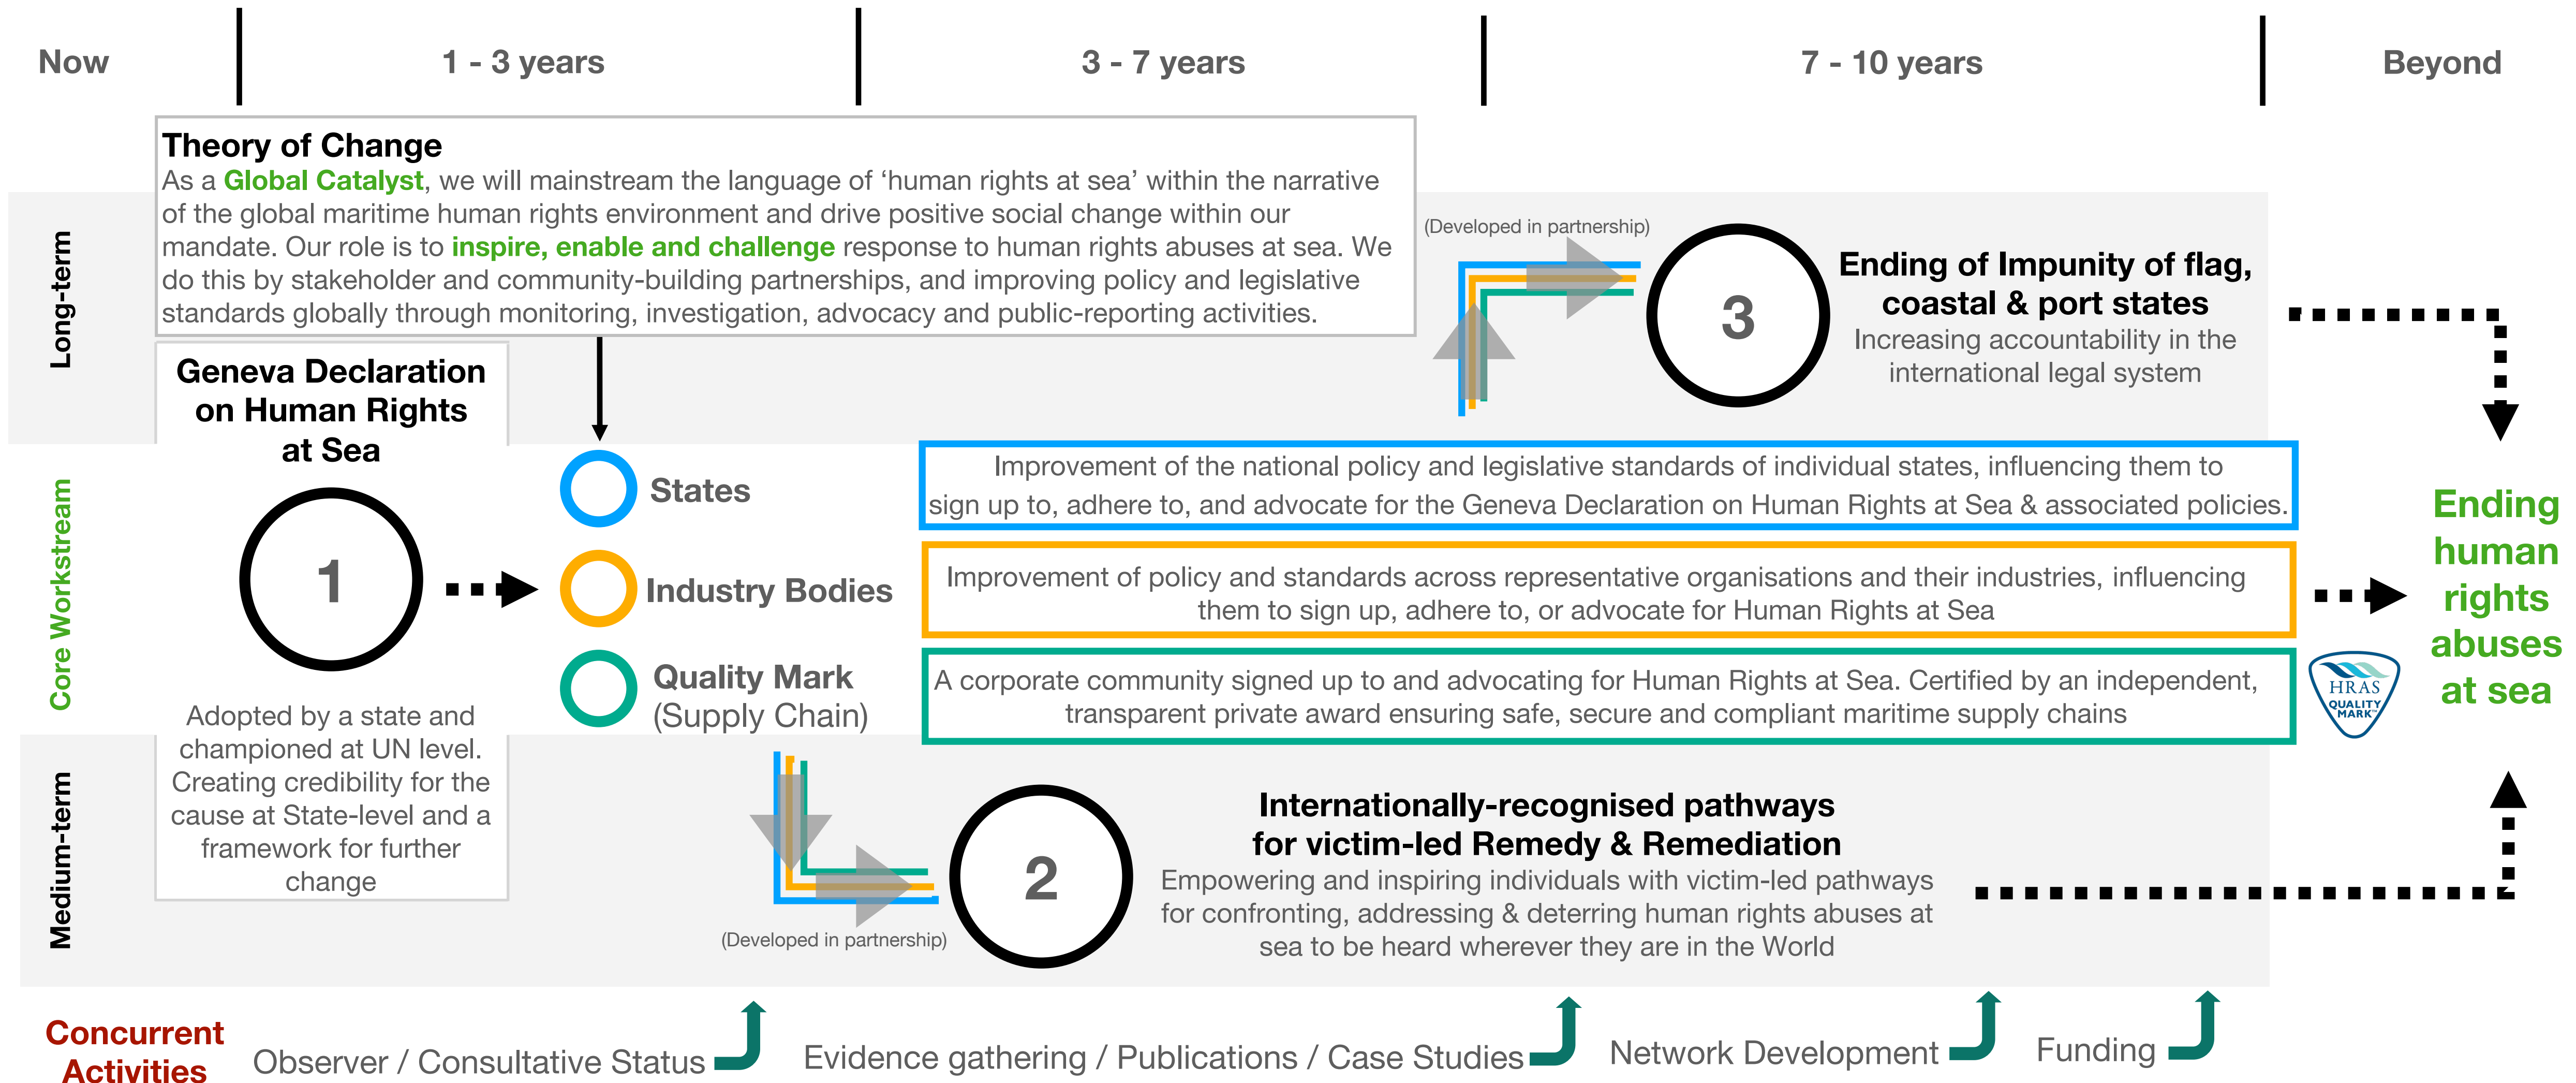 Now
1 - 3 years
3 - 7 years
7 - 10 years
Beyond
Theory of Change
As a Global Catalyst, we will mainstream the language of ‘human rights at sea’ within the narrative
of the global maritime human rights environment and drive positive social change within our
mandate. Our role is to inspire, enable and challenge response to human rights abuses at sea. We
do this by stakeholder and community-building partnerships, and improving policy and legislative
standards globally through monitoring, investigation, advocacy and public-reporting activities.
Long-term
(Developed in partnership)
3
Ending of Impunity of flag,
coastal & port states
Increasing accountability in the
international legal system
Geneva Declaration
on Human Rights
at Sea
Core Workstream
1
Adopted by a state and
championed at UN level.
Creating credibility for the
cause at State-level and a
framework for further
change
States
Improvement of the national policy and legislative standards of individual states, influencing them to
sign up to, adhere to, and advocate for the Geneva Declaration on Human Rights at Sea & associated policies.
Industry Bodies
Improvement of policy and standards across representative organisations and their industries, influencing
them to sign up, adhere to, or advocate for Human Rights at Sea
Quality Mark
(Supply Chain)
A corporate community signed up to and advocating for Human Rights at Sea. Certified by an independent,
transparent private award ensuring safe, secure and compliant maritime supply chains
HRAS
QUALITY
MARK™
Ending
human
rights
abuses
at sea
Medium-term
(Developed in partnership)
2
Internationally-recognised pathways
for victim-led Remedy & Remediation
Empowering and inspiring individuals with victim-led pathways
for confronting, addressing & deterring human rights abuses at
sea to be heard wherever they are in the World
Concurrent
Activities
Observer / Consultative Status
Evidence gathering / Publications / Case Studies
Network Development
Funding